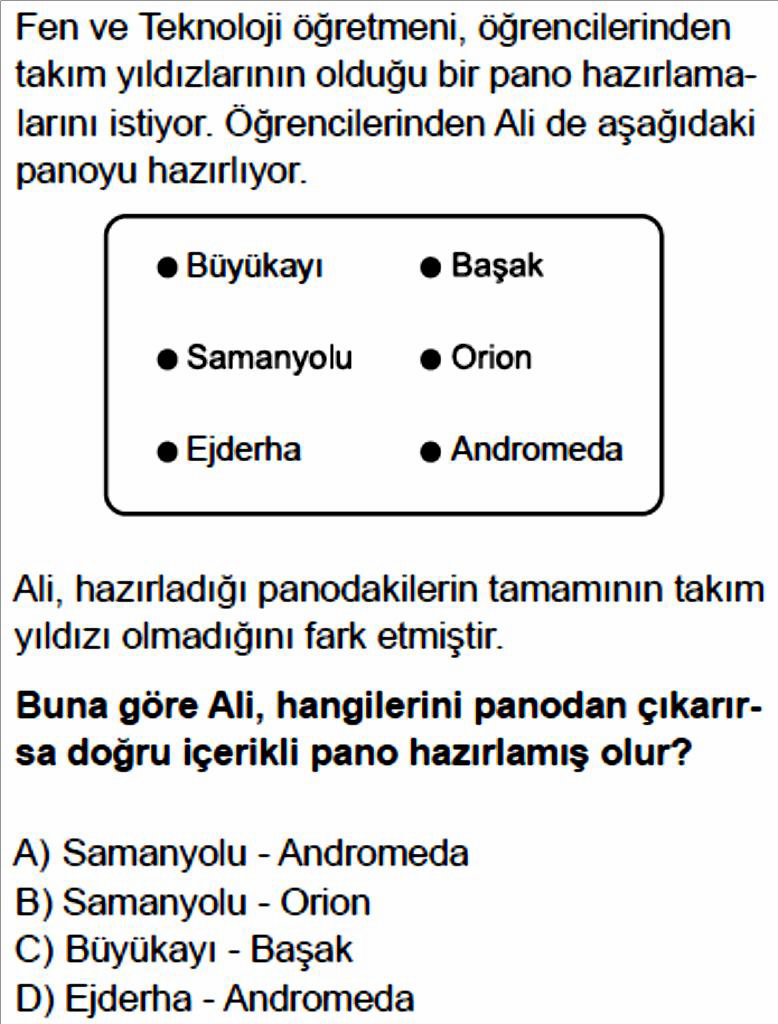 Fen ve Teknoloji öğretmeni, öğrencilerinden
takım yıldızlarının olduğu bir pano hazırlama-
larını istiyor. Öğrencilerinden Ali de aşağıdaki
panoyu hazırlıyor.
● Büyükayı ● Başak
● Samanyolu ● Orion
● Ejderha ● Andromeda
Ali, hazırladığı panodakilerin tamamının takım
yıldızı olmadığını fark etmiştir.
Buna göre Ali, hangilerini panodan çıkarır-
sa doğru içerikli pano hazırlamış olur?
A) Samanyolu - Andromeda
B) Samanyolu - Orion
C) Büyükayı - Başak
D) Ejderha - Andromeda